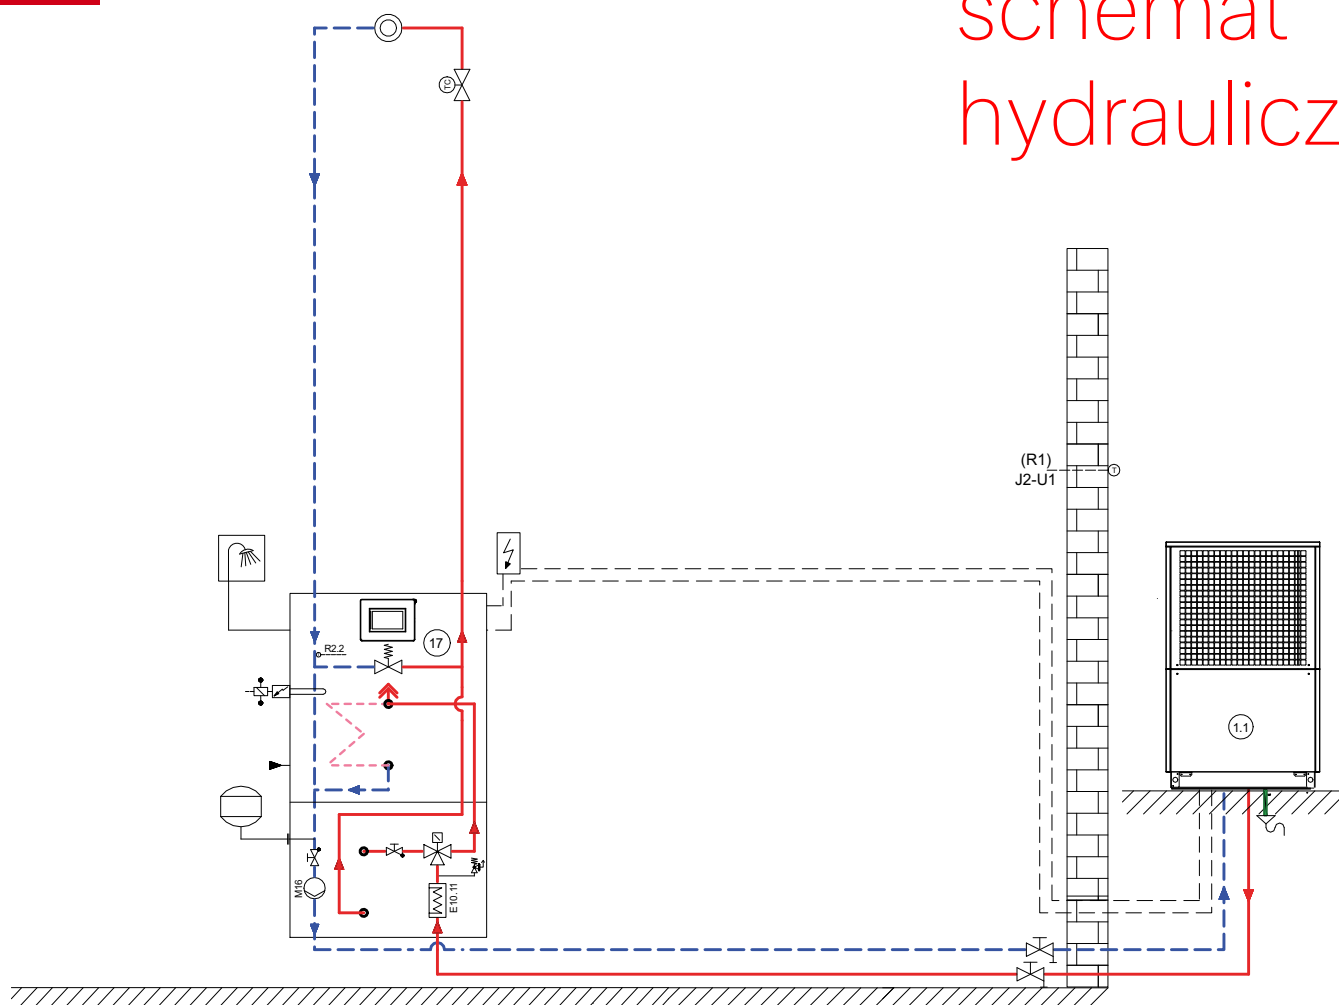 schemat
hydraulicz
TC
(R1)
J2-U1
T
17
R2.2
1.1
M16
E10.11